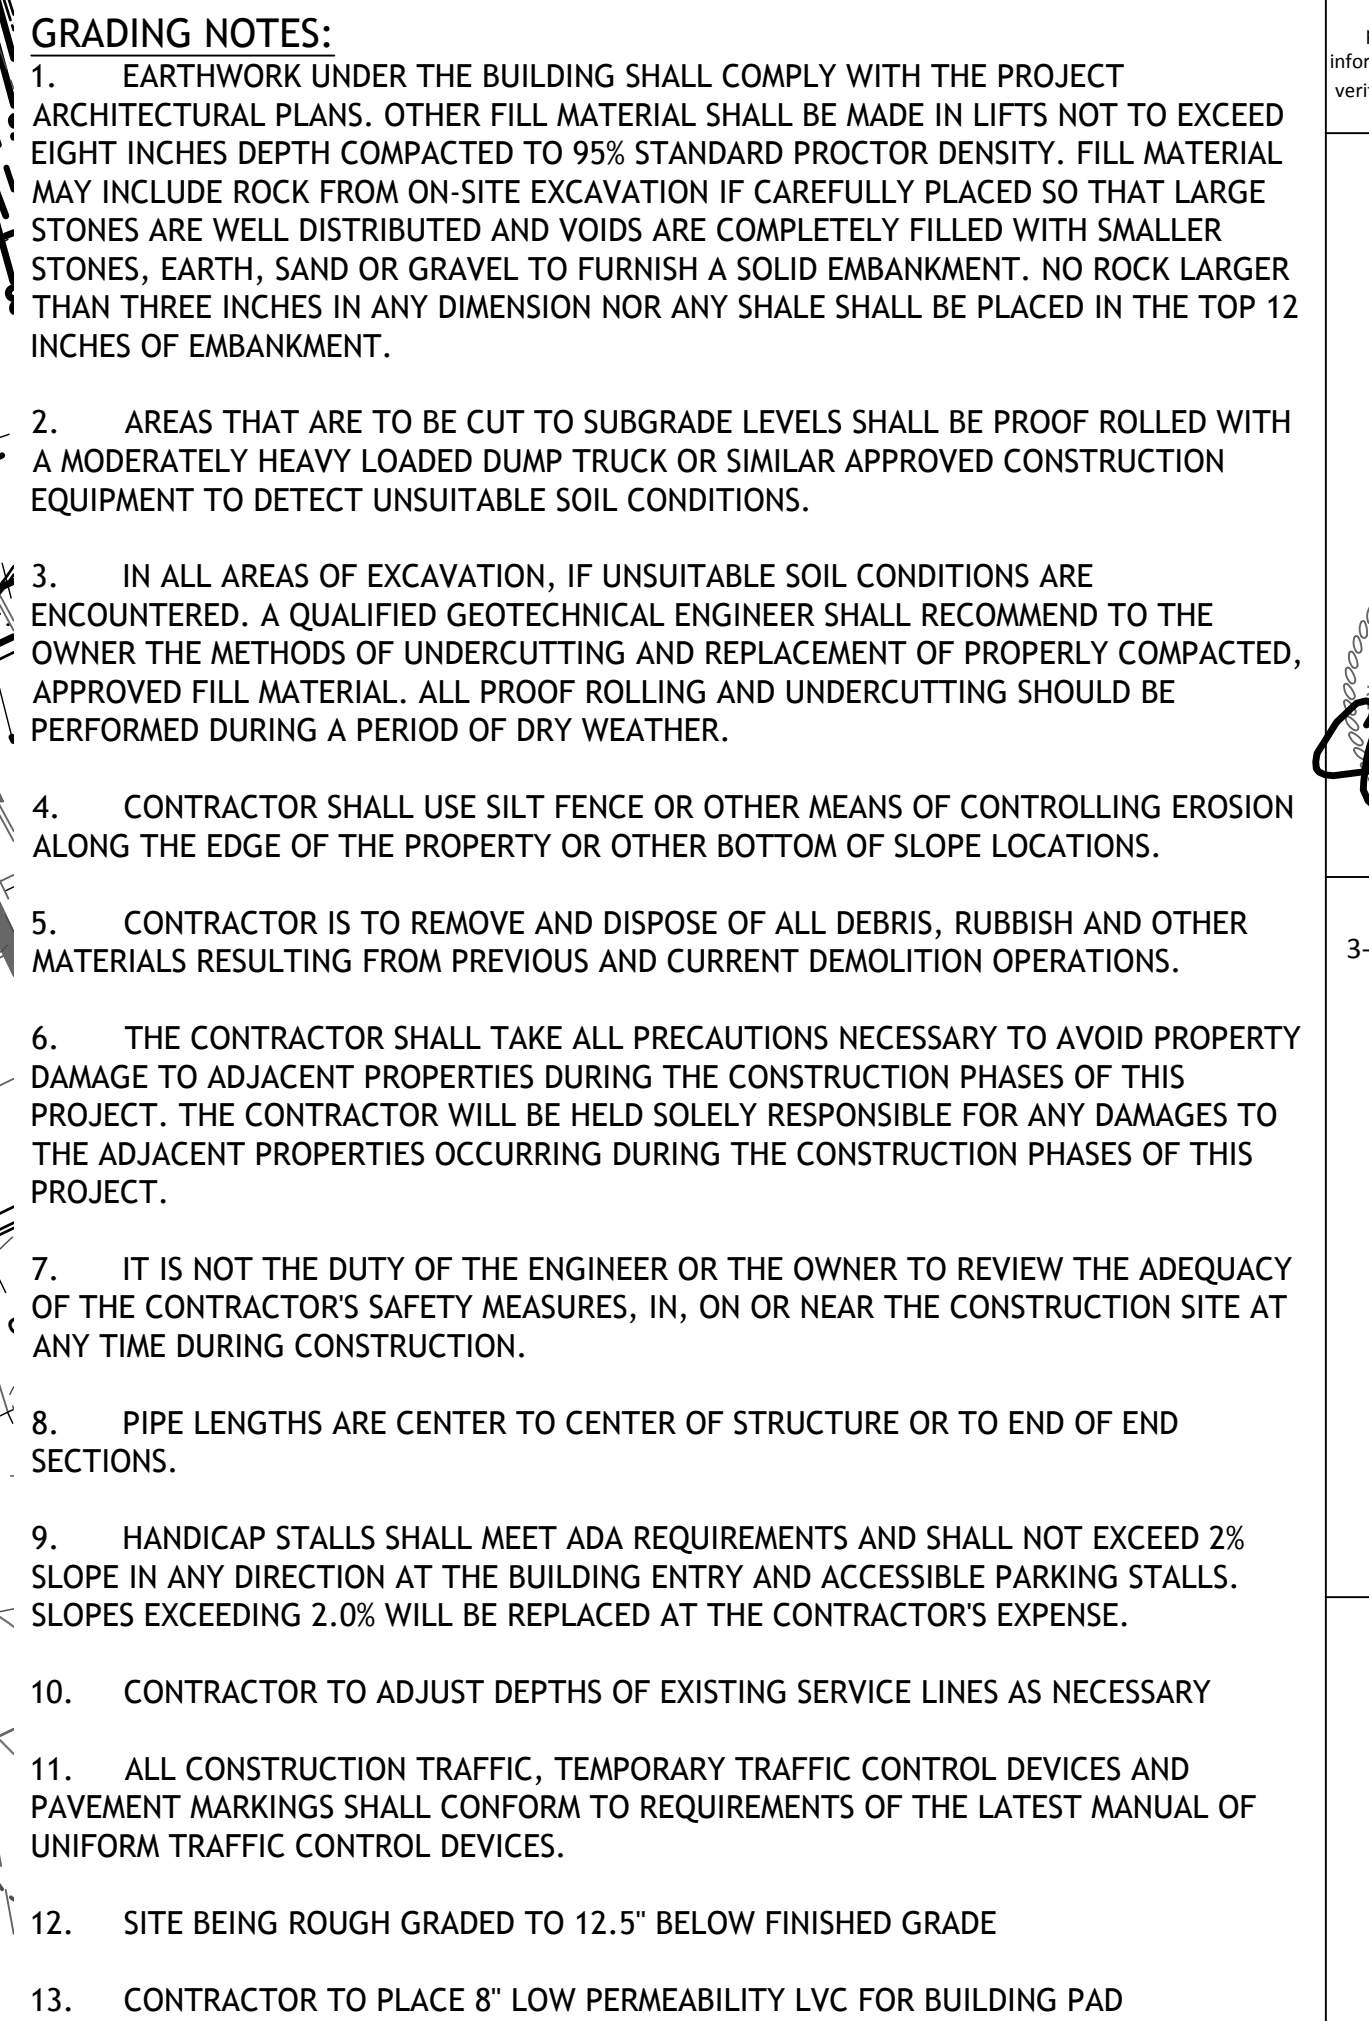 GRADING NOTES:
1. EARTHWORK UNDER THE BUILDING SHALL COMPLY WITH THE PROJECT
ARCHITECTURAL PLANS. OTHER FILL MATERIAL SHALL BE MADE IN LIFTS NOT TO EXCEED
EIGHT INCHES DEPTH COMPACTED TO 95% STANDARD PROCTOR DENSITY. FILL MATERIAL
MAY INCLUDE ROCK FROM ON-SITE EXCAVATION IF CAREFULLY PLACED SO THAT LARGE
STONES ARE WELL DISTRIBUTED AND VOIDS ARE COMPLETELY FILLED WITH SMALLER
STONES, EARTH, SAND OR GRAVEL TO FURNISH A SOLID EMBANKMENT. NO ROCK LARGER
THAN THREE INCHES IN ANY DIMENSION NOR ANY SHALE SHALL BE PLACED IN THE TOP 12
INCHES OF EMBANKMENT.
2. AREAS THAT ARE TO BE CUT TO SUBGRADE LEVELS SHALL BE PROOF ROLLED WITH
A MODERATELY HEAVY LOADED DUMP TRUCK OR SIMILAR APPROVED CONSTRUCTION
EQUIPMENT TO DETECT UNSUITABLE SOIL CONDITIONS.
3. IN ALL AREAS OF EXCAVATION, IF UNSUITABLE SOIL CONDITIONS ARE
ENCOUNTERED. A QUALIFIED GEOTECHNICAL ENGINEER SHALL RECOMMEND TO THE
OWNER THE METHODS OF UNDERCUTTING AND REPLACEMENT OF PROPERLY COMPACTED,
APPROVED FILL MATERIAL. ALL PROOF ROLLING AND UNDERCUTTING SHOULD BE
PERFORMED DURING A PERIOD OF DRY WEATHER.
4. CONTRACTOR SHALL USE SILT FENCE OR OTHER MEANS OF CONTROLLING EROSION
ALONG THE EDGE OF THE PROPERTY OR OTHER BOTTOM OF SLOPE LOCATIONS.
5. CONTRACTOR IS TO REMOVE AND DISPOSE OF ALL DEBRIS, RUBBISH AND OTHER
MATERIALS RESULTING FROM PREVIOUS AND CURRENT DEMOLITION OPERATIONS.
6. THE CONTRACTOR SHALL TAKE ALL PRECAUTIONS NECESSARY TO AVOID PROPERTY
DAMAGE TO ADJACENT PROPERTIES DURING THE CONSTRUCTION PHASES OF THIS
PROJECT. THE CONTRACTOR WILL BE HELD SOLELY RESPONSIBLE FOR ANY DAMAGES TO
THE ADJACENT PROPERTIES OCCURRING DURING THE CONSTRUCTION PHASES OF THIS
PROJECT.
7. IT IS NOT THE DUTY OF THE ENGINEER OR THE OWNER TO REVIEW THE ADEQUACY
OF THE CONTRACTOR'S SAFETY MEASURES, IN, ON OR NEAR THE CONSTRUCTION SITE AT
ANY TIME DURING CONSTRUCTION.
8. PIPE LENGTHS ARE CENTER TO CENTER OF STRUCTURE OR TO END OF END
SECTIONS.
9. HANDICAP STALLS SHALL MEET ADA REQUIREMENTS AND SHALL NOT EXCEED 2%
SLOPE IN ANY DIRECTION AT THE BUILDING ENTRY AND ACCESSIBLE PARKING STALLS.
SLOPES EXCEEDING 2.0% WILL BE REPLACED AT THE CONTRACTOR'S EXPENSE.
10. CONTRACTOR TO ADJUST DEPTHS OF EXISTING SERVICE LINES AS NECESSARY
11. ALL CONSTRUCTION TRAFFIC, TEMPORARY TRAFFIC CONTROL DEVICES AND
PAVEMENT MARKINGS SHALL CONFORM TO REQUIREMENTS OF THE LATEST MANUAL OF
UNIFORM TRAFFIC CONTROL DEVICES.
12. SITE BEING ROUGH GRADED TO 12.5" BELOW FINISHED GRADE
13. CONTRACTOR TO PLACE 8" LOW PERMEABILITY LVC FOR BUILDING PAD
3-